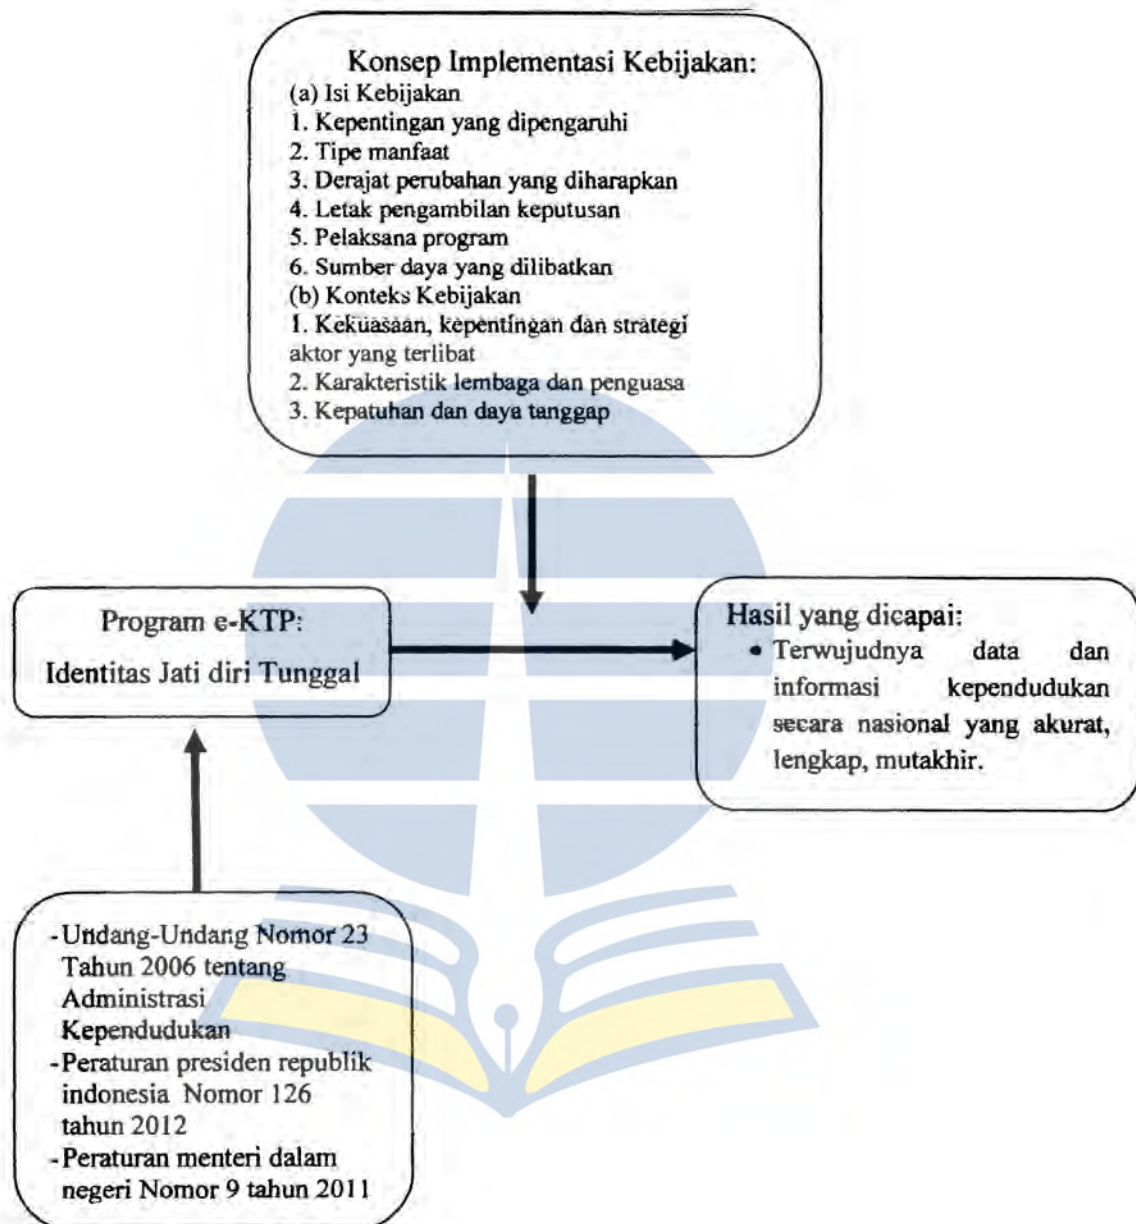 Konsep Implementasi Kebijakan:
(a) Isi Kebijakan
1. Kepentingan yang dipengaruhi
2. Tipe manfaat
3. Derajat perubahan yang diharapkan
4. Letak pengambilan keputusan
5. Pelaksana program
6. Sumber daya yang dilibatkan
(b) Konteks Kebijakan
1. Kekuasaan, kepentingan dan strategi
aktor yang terlibat
2. Karakteristik lembaga dan penguasa
3. Kepatuhan dan daya tanggap
Program e-KTP:
Identitas Jati diri Tunggal
Hasil yang dicapai:
• Terwujudnya data dan
informasi kependudukan
secara nasional yang akurat,
lengkap, mutakhir.
-Undang-Undang Nomor 23
Tahun 2006 tentang
Administrasi
Kependudukan
-Peraturan presiden republik
indonesia Nomor 126
tahun 2012
-Peraturan menteri dalam
negeri Nomor 9 tahun 2011